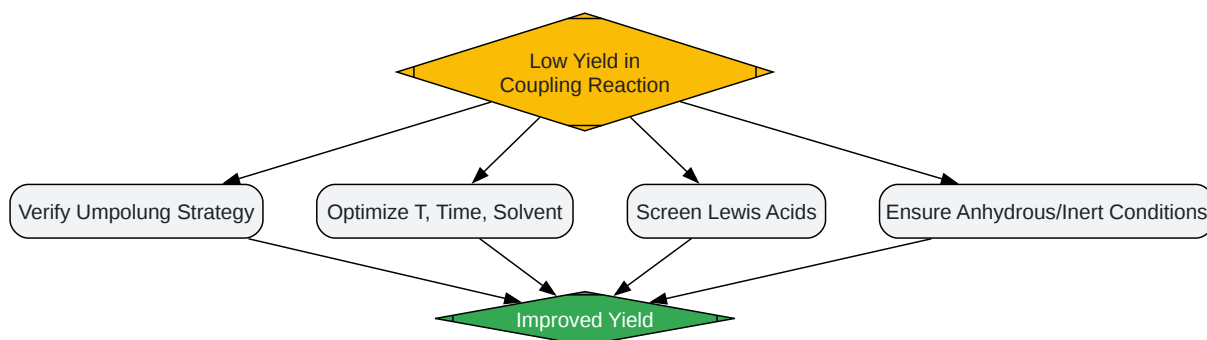 Low Yield in
Coupling Reaction
Verify Umpolung Strategy
Optimize T, Time, Solvent
Screen Lewis Acids
Ensure Anhydrous/Inert Conditions
Improved Yield